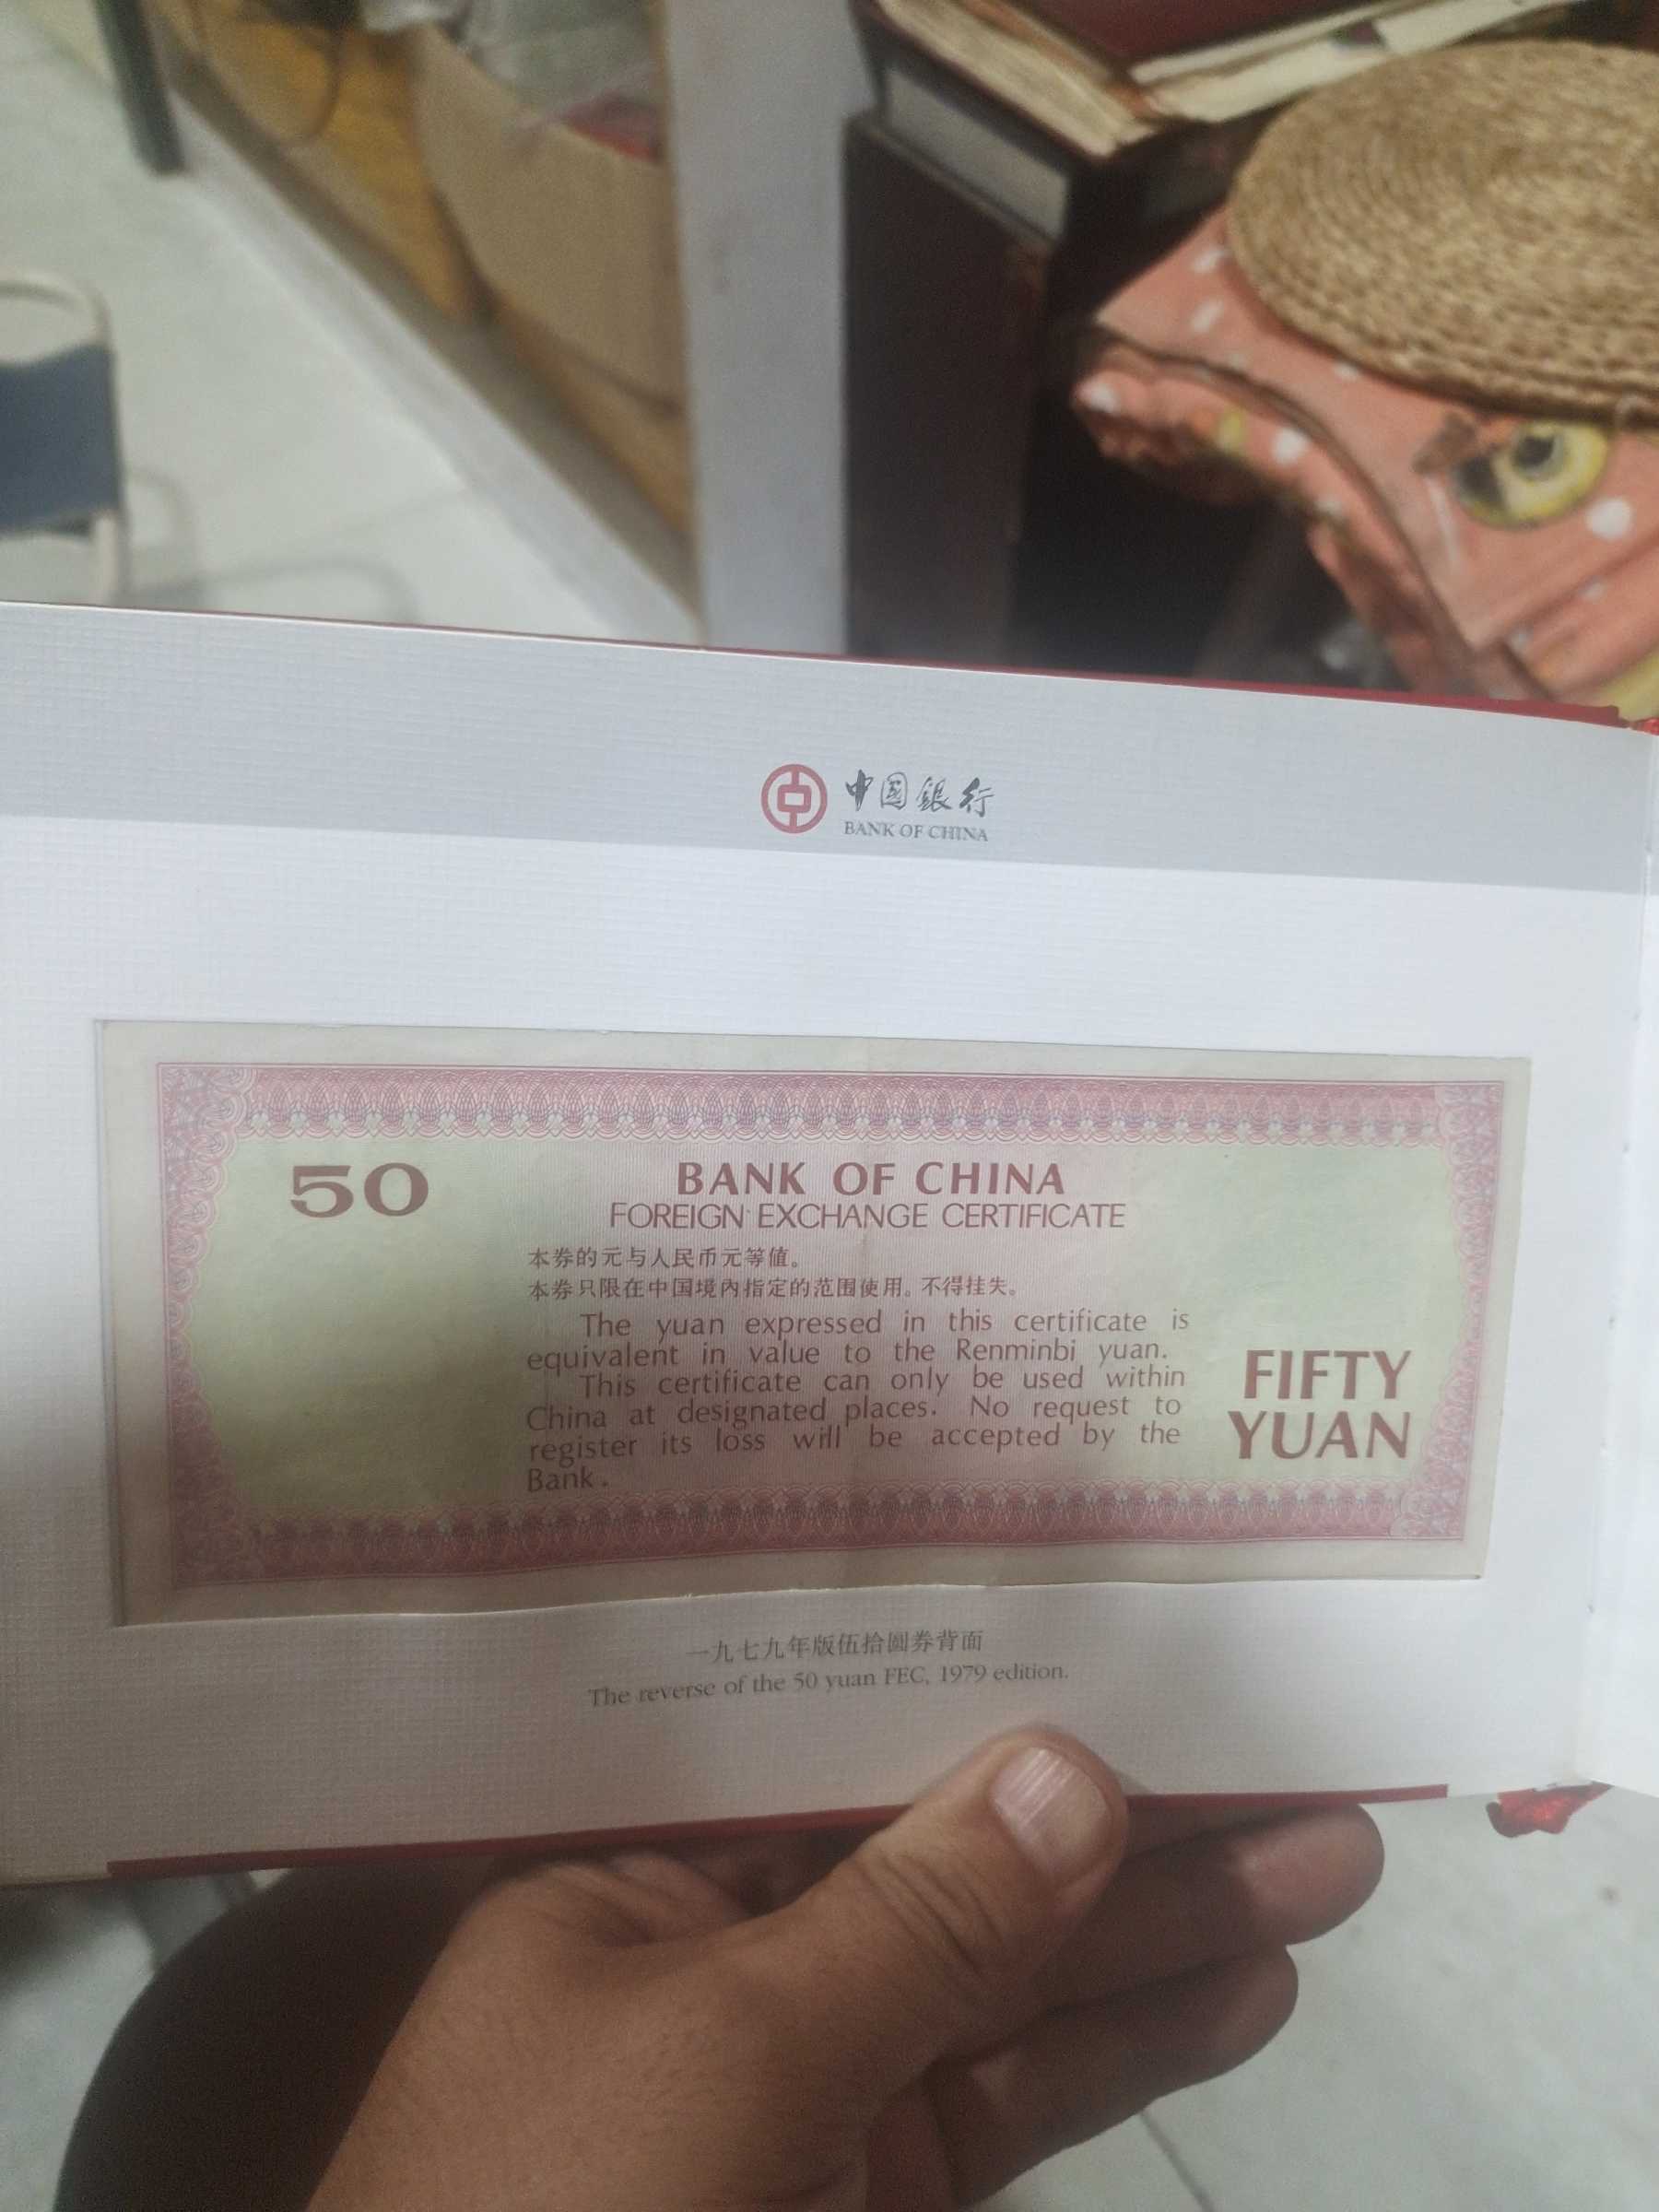 中国銀行
BANK OF CHINA
50
BANK OF CHINA
FOREIGN EXCHANGE CERTIFICATE
本券的元与人民币元等値。
本券只限在中国境内指定的范围使用。不得挂失。
The yuan expressed in this certificate is
equivalent in value to the Renminbi yuan.
This certificate can only be used within
China at designated places. No request to
register its loss will be accepted by the
Bank.
FIFTY
YUAN
一九七九年版伍拾圆券背面
The reverse of the 50 yuan FEC, 1979 edition.